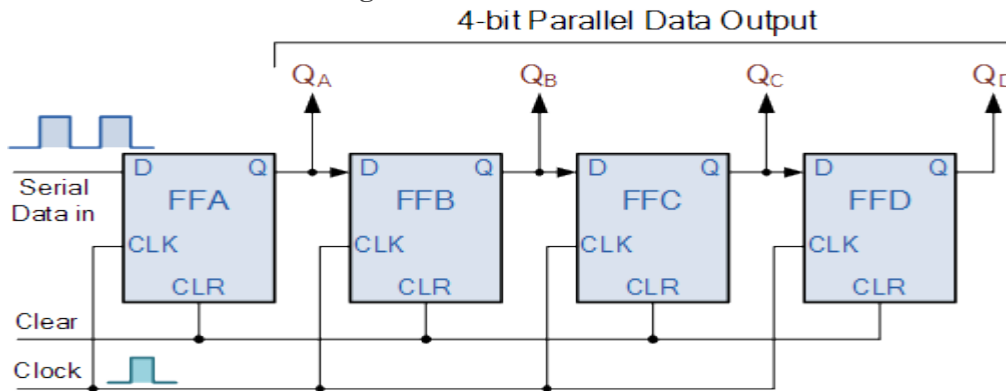 4-bit Parallel Data Output
QA QB QC QD
D Q D Q D Q D Q
Serial
Data in
FFA FFB FFC FFD
CLK CLK CLK CLK
CLR CLR CLR CLR
Clear
Clock